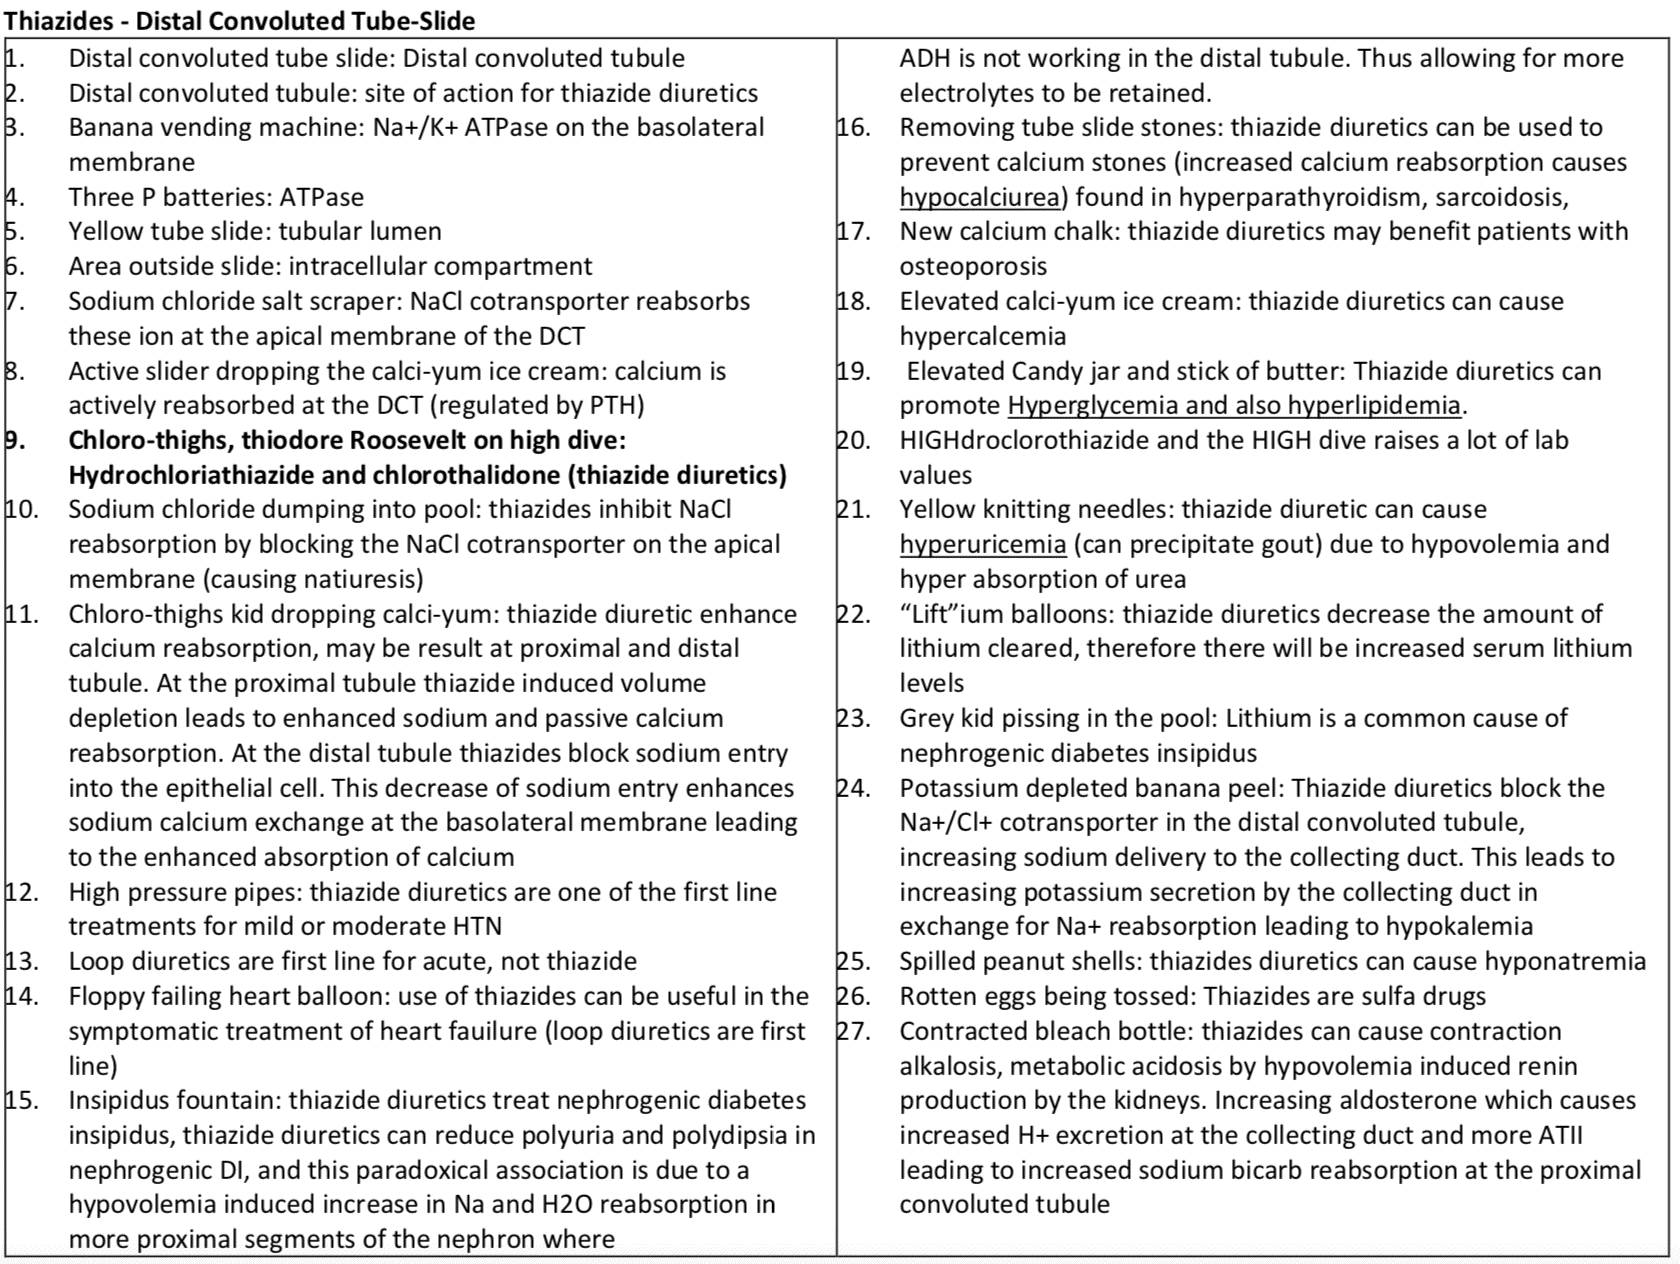 Thiazides - Distal Convoluted Tube-Slide
1. Distal convoluted tube slide: Distal convoluted tubule
2. Distal convoluted tubule: site of action for thiazide diuretics
3. Banana vending machine: Na+/K+ ATPase on the basolateral
membrane
4. Three P batteries: ATPase
5. Yellow tube slide: tubular lumen
6. Area outside slide: intracellular compartment
7. Sodium chloride salt scraper: NaCl cotransporter reabsorbs
these ion at the apical membrane of the DCT
8. Active slider dropping the calci-yum ice cream: calcium is
actively reabsorbed at the DCT (regulated by PTH)
9. Chloro-thighs, thiodore Roosevelt on high dive:
Hydrochloriathiazide and chlorothalidone (thiazide diuretics)
10. Sodium chloride dumping into pool: thiazides inhibit NaCl
reabsorption by blocking the NaCl cotransporter on the apical
membrane (causing natiuresis)
11. Chloro-thighs kid dropping calci-yum: thiazide diuretic enhance
calcium reabsorption, may be result at proximal and distal
tubule. At the proximal tubule thiazide induced volume
depletion leads to enhanced sodium and passive calcium
reabsorption. At the distal tubule thiazides block sodium entry
into the epithelial cell. This decrease of sodium entry enhances
sodium calcium exchange at the basolateral membrane leading
to the enhanced absorption of calcium
12. High pressure pipes: thiazide diuretics are one of the first line
treatments for mild or moderate HTN
13. Loop diuretics are first line for acute, not thiazide
14. Floppy failing heart balloon: use of thiazides can be useful in the
symptomatic treatment of heart fauilure (loop diuretics are first
line)
15. Insipidus fountain: thiazide diuretics treat nephrogenic diabetes
insipidus, thiazide diuretics can reduce polyuria and polydipsia in
nephrogenic DI, and this paradoxical association is due to a
hypovolemia induced increase in Na and H2O reabsorption in
more proximal segments of the nephron where
ADH is not working in the distal tubule. Thus allowing for more
electrolytes to be retained.
16. Removing tube slide stones: thiazide diuretics can be used to
prevent calcium stones (increased calcium reabsorption causes
hypocalciurea) found in hyperparathyroidism, sarcoidosis,
17. New calcium chalk: thiazide diuretics may benefit patients with
osteoporosis
18. Elevated calci-yum ice cream: thiazide diuretics can cause
hypercalcemia
19. Elevated Candy jar and stick of butter: Thiazide diuretics can
promote Hyperglycemia and also hyperlipidemia.
20. HIGHdroclorothiazide and the HIGH dive raises a lot of lab
values
21. Yellow knitting needles: thiazide diuretic can cause
hyperuricemia (can precipitate gout) due to hypovolemia and
hyper absorption of urea
22. “Lift”ium balloons: thiazide diuretics decrease the amount of
lithium cleared, therefore there will be increased serum lithium
levels
23. Grey kid pissing in the pool: Lithium is a common cause of
nephrogenic diabetes insipidus
24. Potassium depleted banana peel: Thiazide diuretics block the
Na+/Cl+ cotransporter in the distal convoluted tubule,
increasing sodium delivery to the collecting duct. This leads to
increasing potassium secretion by the collecting duct in
exchange for Na+ reabsorption leading to hypokalemia
25. Spilled peanut shells: thiazides diuretics can cause hyponatremia
26. Rotten eggs being tossed: Thiazides are sulfa drugs
27. Contracted bleach bottle: thiazides can cause contraction
alkalosis, metabolic acidosis by hypovolemia induced renin
production by the kidneys. Increasing aldosterone which causes
increased H+ excretion at the collecting duct and more ATII
leading to increased sodium bicarb reabsorption at the proximal
convoluted tubule